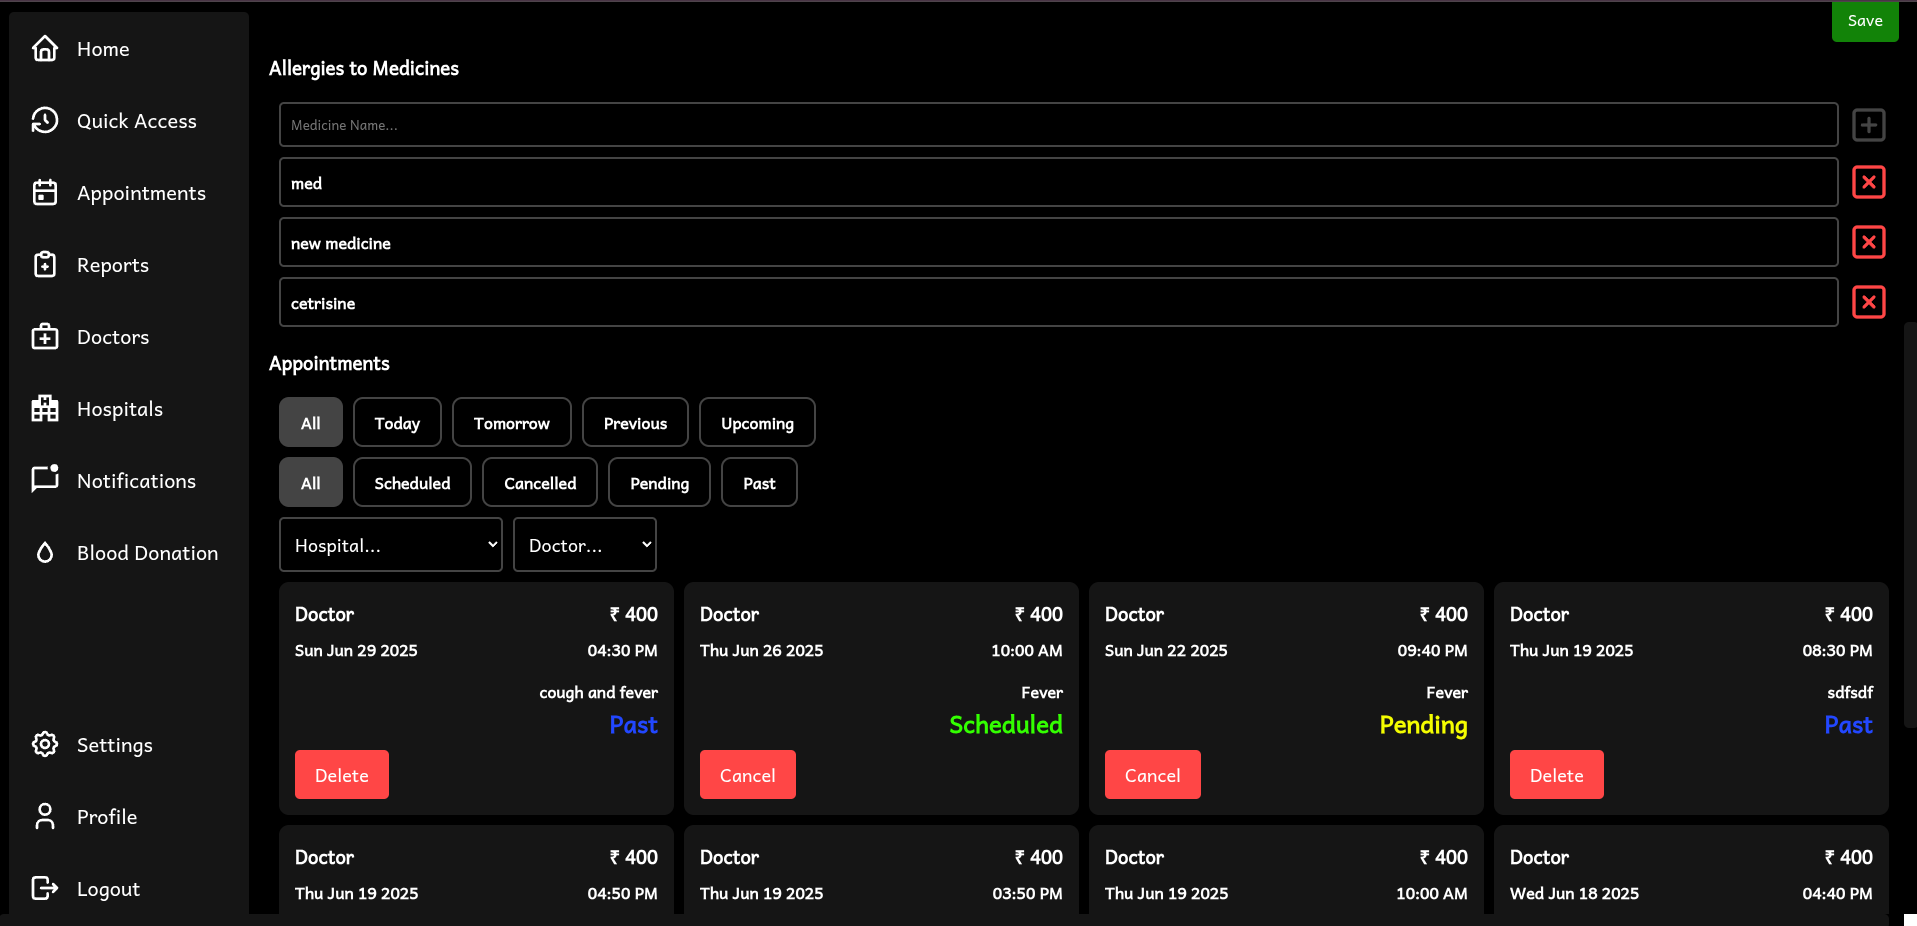 Home
Quick Access
Appointments
Reports
Doctors
Hospitals
Notifications
Blood Donation
Settings
Profile
Logout
Save
Allergies to Medicines
Medicine Name...
med
new medicine
cetrisine
Appointments
All Today Tomorrow Previous Upcoming
All Scheduled Cancelled Pending Past
Hospital... Doctor...
Doctor ₹ 400
Sun Jun 29 2025 04:30 PM
cough and fever
Past
Delete
Doctor ₹ 400
Thu Jun 26 2025 10:00 AM
Fever
Scheduled
Cancel
Doctor ₹ 400
Sun Jun 22 2025 09:40 PM
Fever
Pending
Cancel
Doctor ₹ 400
Thu Jun 19 2025 08:30 PM
sdfsdf
Past
Delete
Doctor ₹ 400
Thu Jun 19 2025 04:50 PM
Doctor ₹ 400
Thu Jun 19 2025 03:50 PM
Doctor ₹ 400
Thu Jun 19 2025 10:00 AM
Doctor ₹ 400
Wed Jun 18 2025 04:40 PM